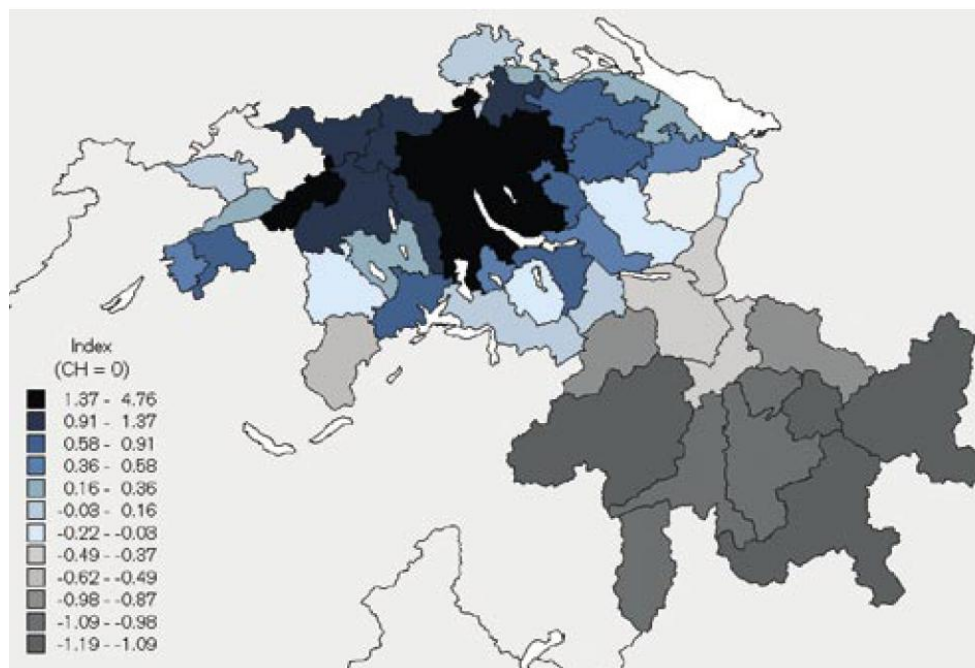 Index
(CH = 0)
1.37 - 4.76
0.91 - 1.37
0.58 - 0.91
0.36 - 0.58
0.16 - 0.36
-0.03 - 0.16
-0.22 - -0.03
-0.49 - -0.37
-0.62 - -0.49
-0.98 - -0.87
-1.09 - -0.98
-1.19 - -1.09